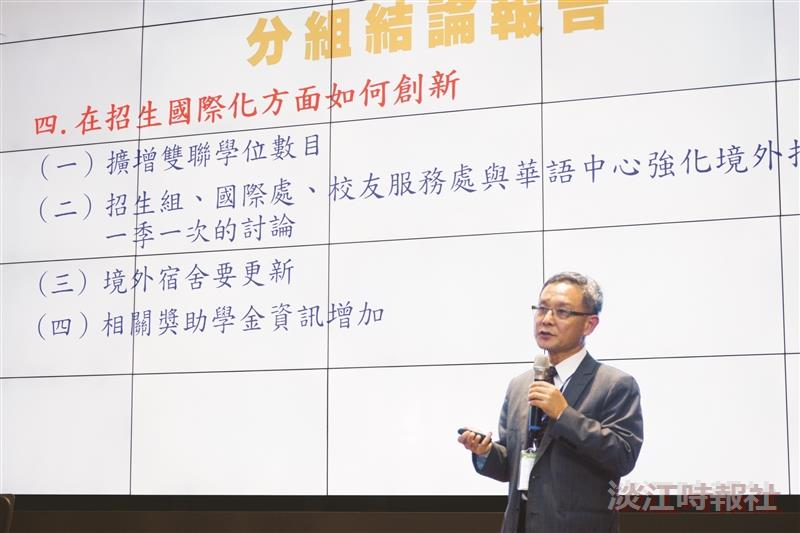 分組結論報告
四.在招生國際化方面如何創新
(一)擴增雙聯學位數目
(二)招生組、國際處、校友服務處與華語中心強化境外
一季一次的討論
(三)境外宿舍要更新
(四)相關獎助學金資訊增加
淡江時報社